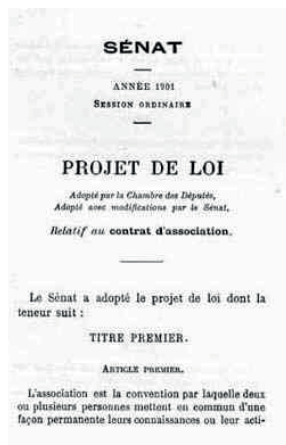 SÉNAT
ANNÉE 1901
SESSION ORDINAIRE
PROJET DE LOI
Adopté par la Chambre des Députés,
Adopté avec modifications par le Sénat,
Relatif au contrat d'association.
Le Sénat a adopté le projet de loi dont la
teneur suit :
TITRE PREMIER.
ARTICLE PREMIER.
L'association est la convention par laquelle deux
ou plusieurs personnes mettent en commun d'une
façon permanente leurs connaissances ou leur acti-